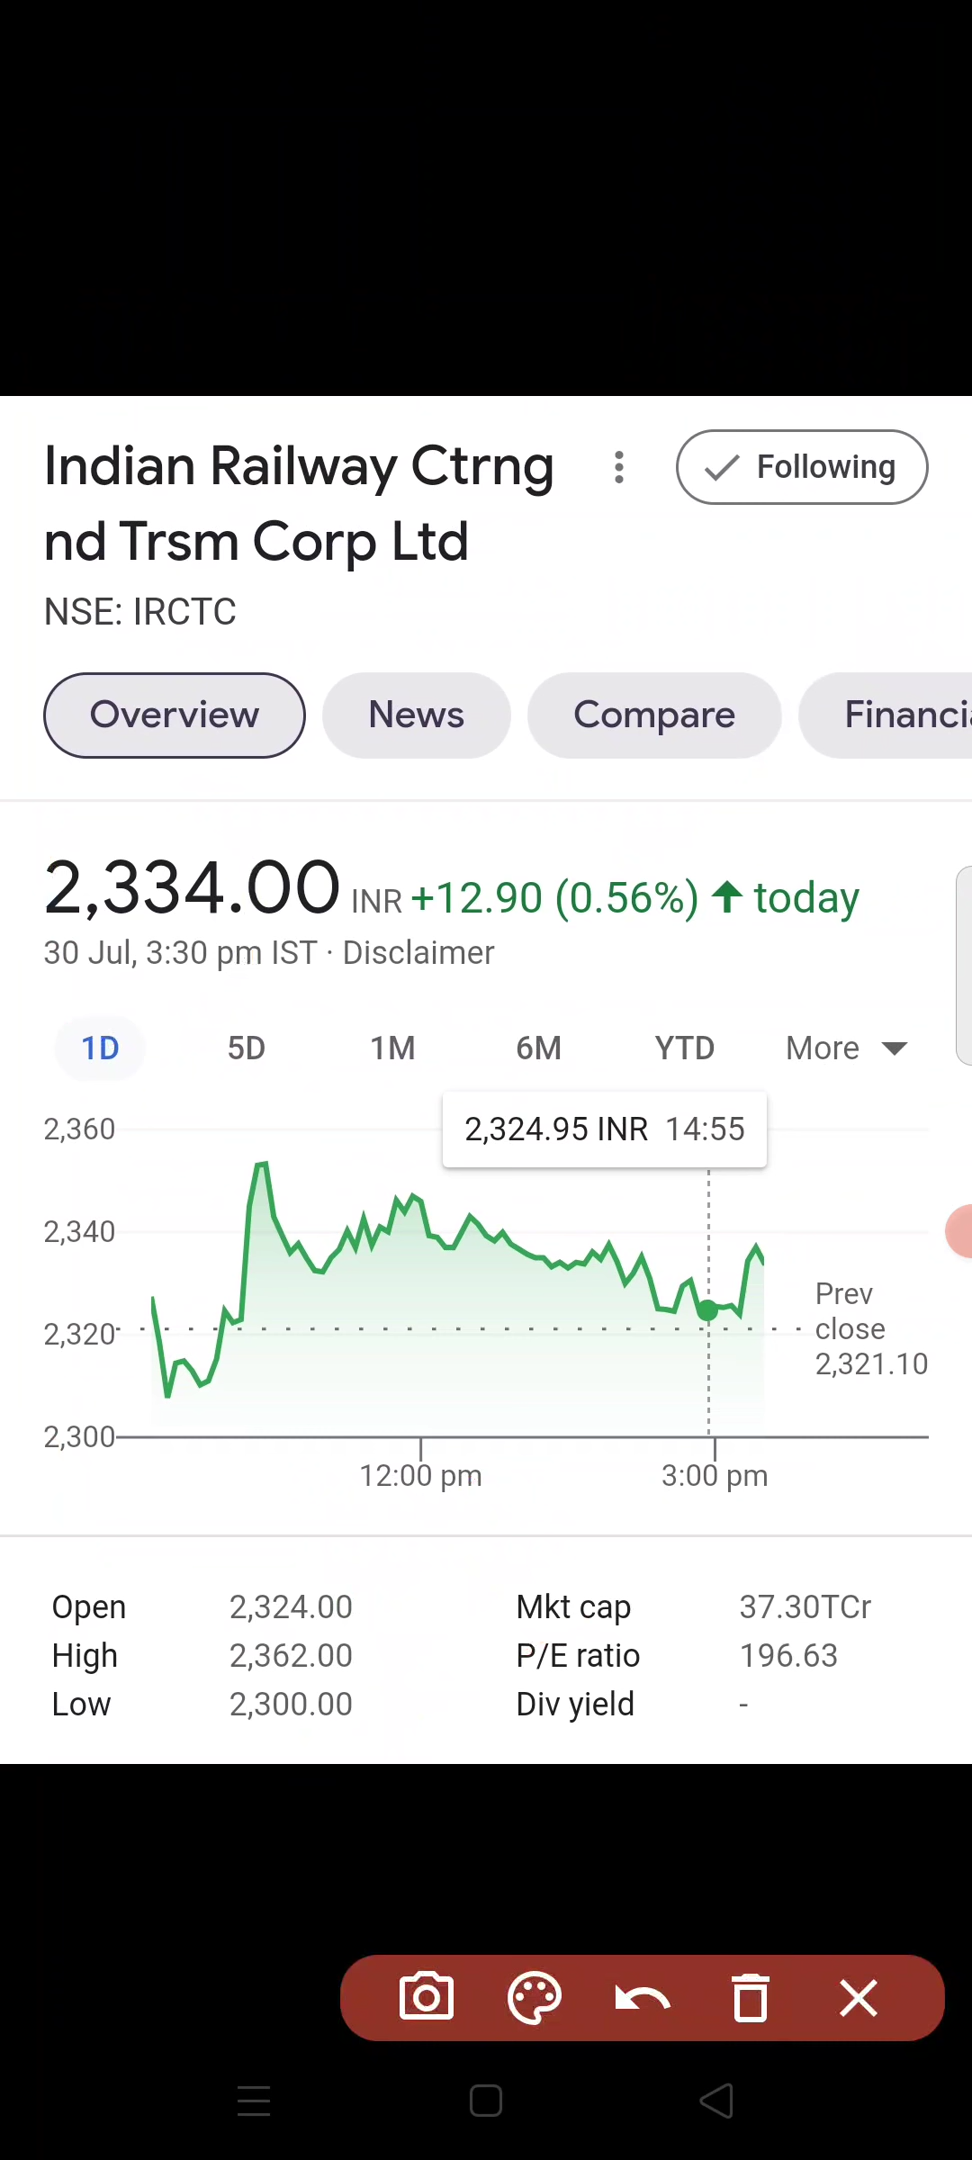 Indian Railway Ctrng
nd Trsm Corp Ltd
Following
NSE: IRCTC
Overview News Compare Financi
2,334.00 INR +12.90 (0.56%) ↑ today
30 Jul, 3:30 pm IST · Disclaimer
1D 5D 1M 6M YTD More
2,324.95 INR 14:55
2,360
2,340
2,320
2,300
Prev
close
2,321.10
12:00 pm 3:00 pm
Open 2,324.00 Mkt cap 37.30TCr
High 2,362.00 P/E ratio 196.63
Low 2,300.00 Div yield -